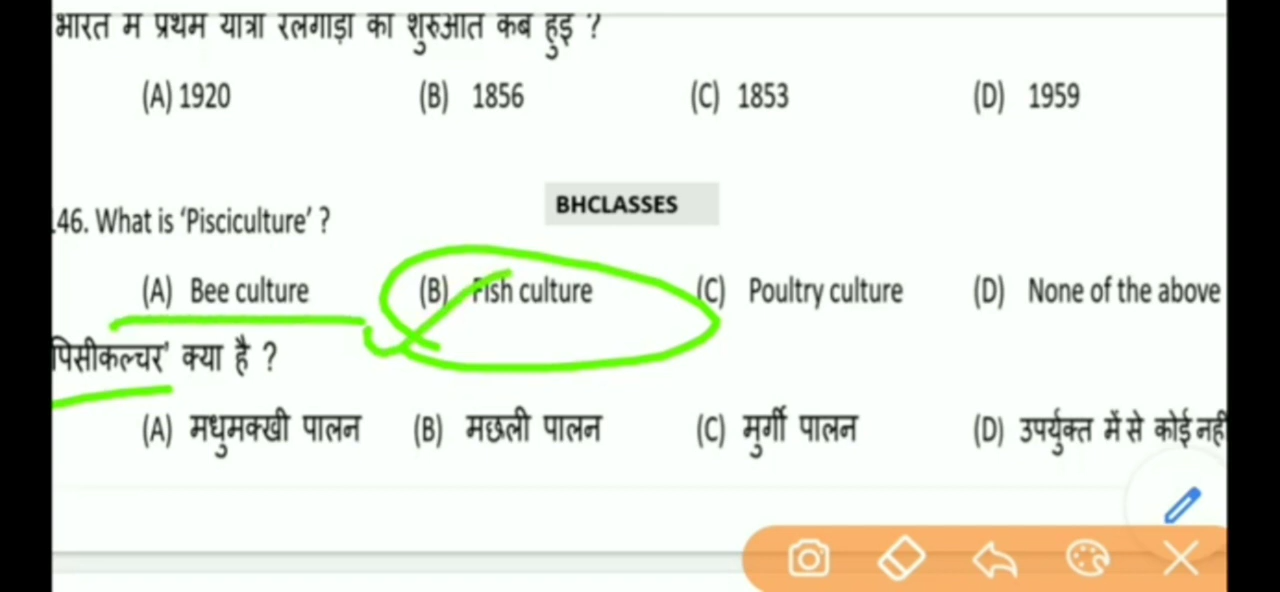 भारत में प्रथम यात्री रेलगाड़ी की शुरुआत कब हुई ?
(A) 1920 (B) 1856 (C) 1853 (D) 1959
BHCLASSES
46. What is ‘Pisciculture’ ?
(A) Bee culture (B) Fish culture (C) Poultry culture (D) None of the above
पिसीकल्चर' क्या है ?
(A) मधुमक्खी पालन (B) मछली पालन (C) मुर्गी पालन (D) उपर्युक्त में से कोई नहीं